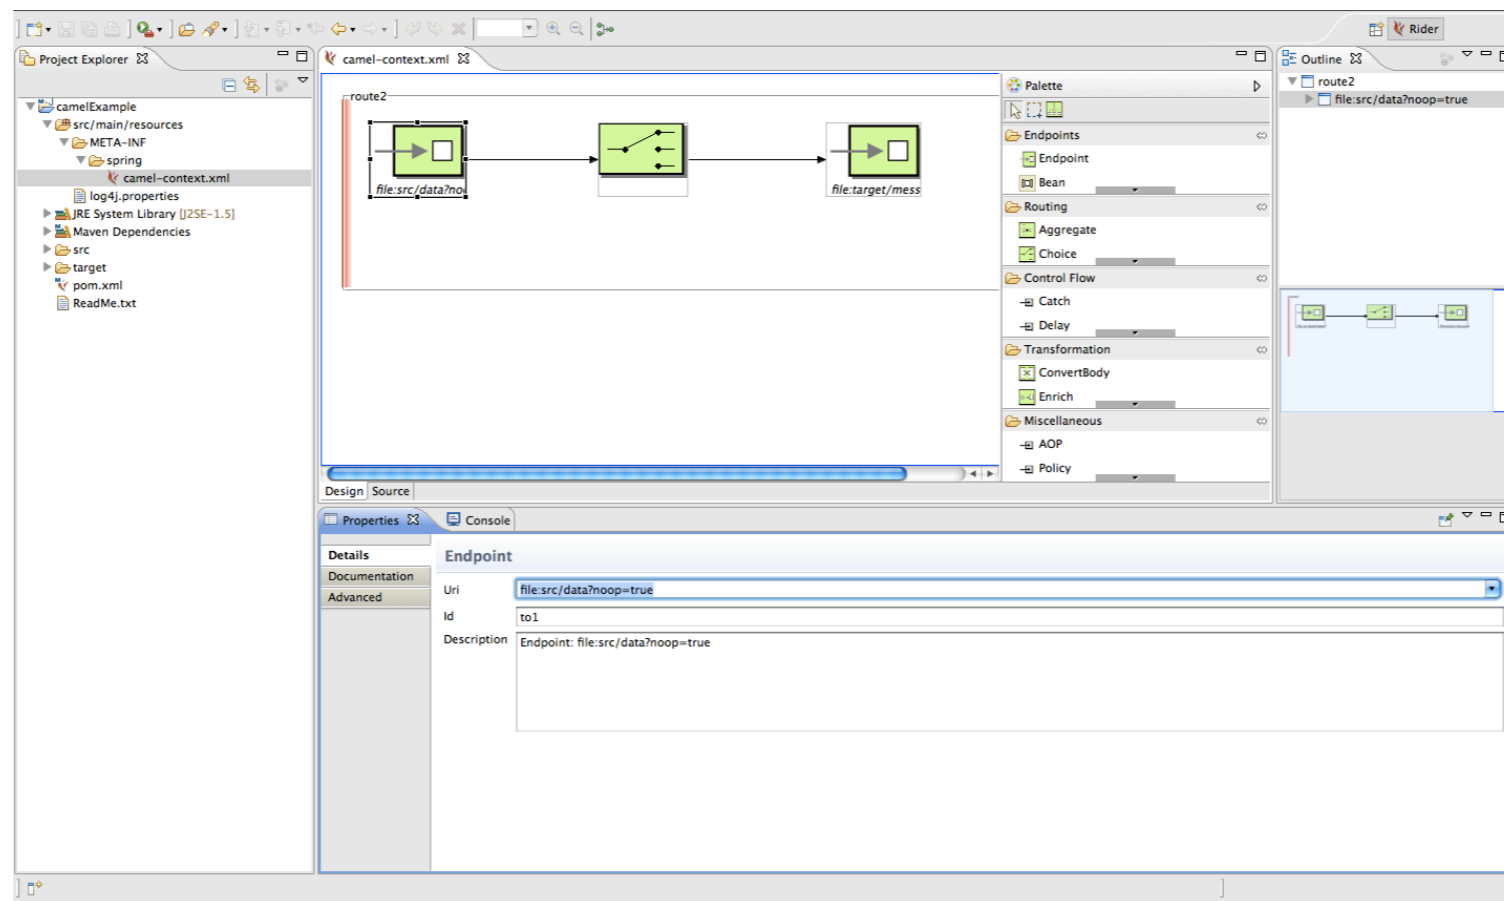 Rider
Project Explorer
camelExample
src/main/resources
META-INF
spring
camel-context.xml
log4j.properties
JRE System Library [J2SE-1.5]
Maven Dependencies
src
target
pom.xml
ReadMe.txt
camel-context.xml
route2
file:src/data?no
file:target/mess
Design Source
Palette
Endpoints
Endpoint
Bean
Routing
Aggregate
Choice
Control Flow
Catch
Delay
Transformation
ConvertBody
Enrich
Miscellaneous
AOP
Policy
Outline
route2
file:src/data?noop=true
Properties
Console
Details
Documentation
Advanced
Endpoint
Uri file:src/data?noop=true
Id to1
Description Endpoint: file:src/data?noop=true